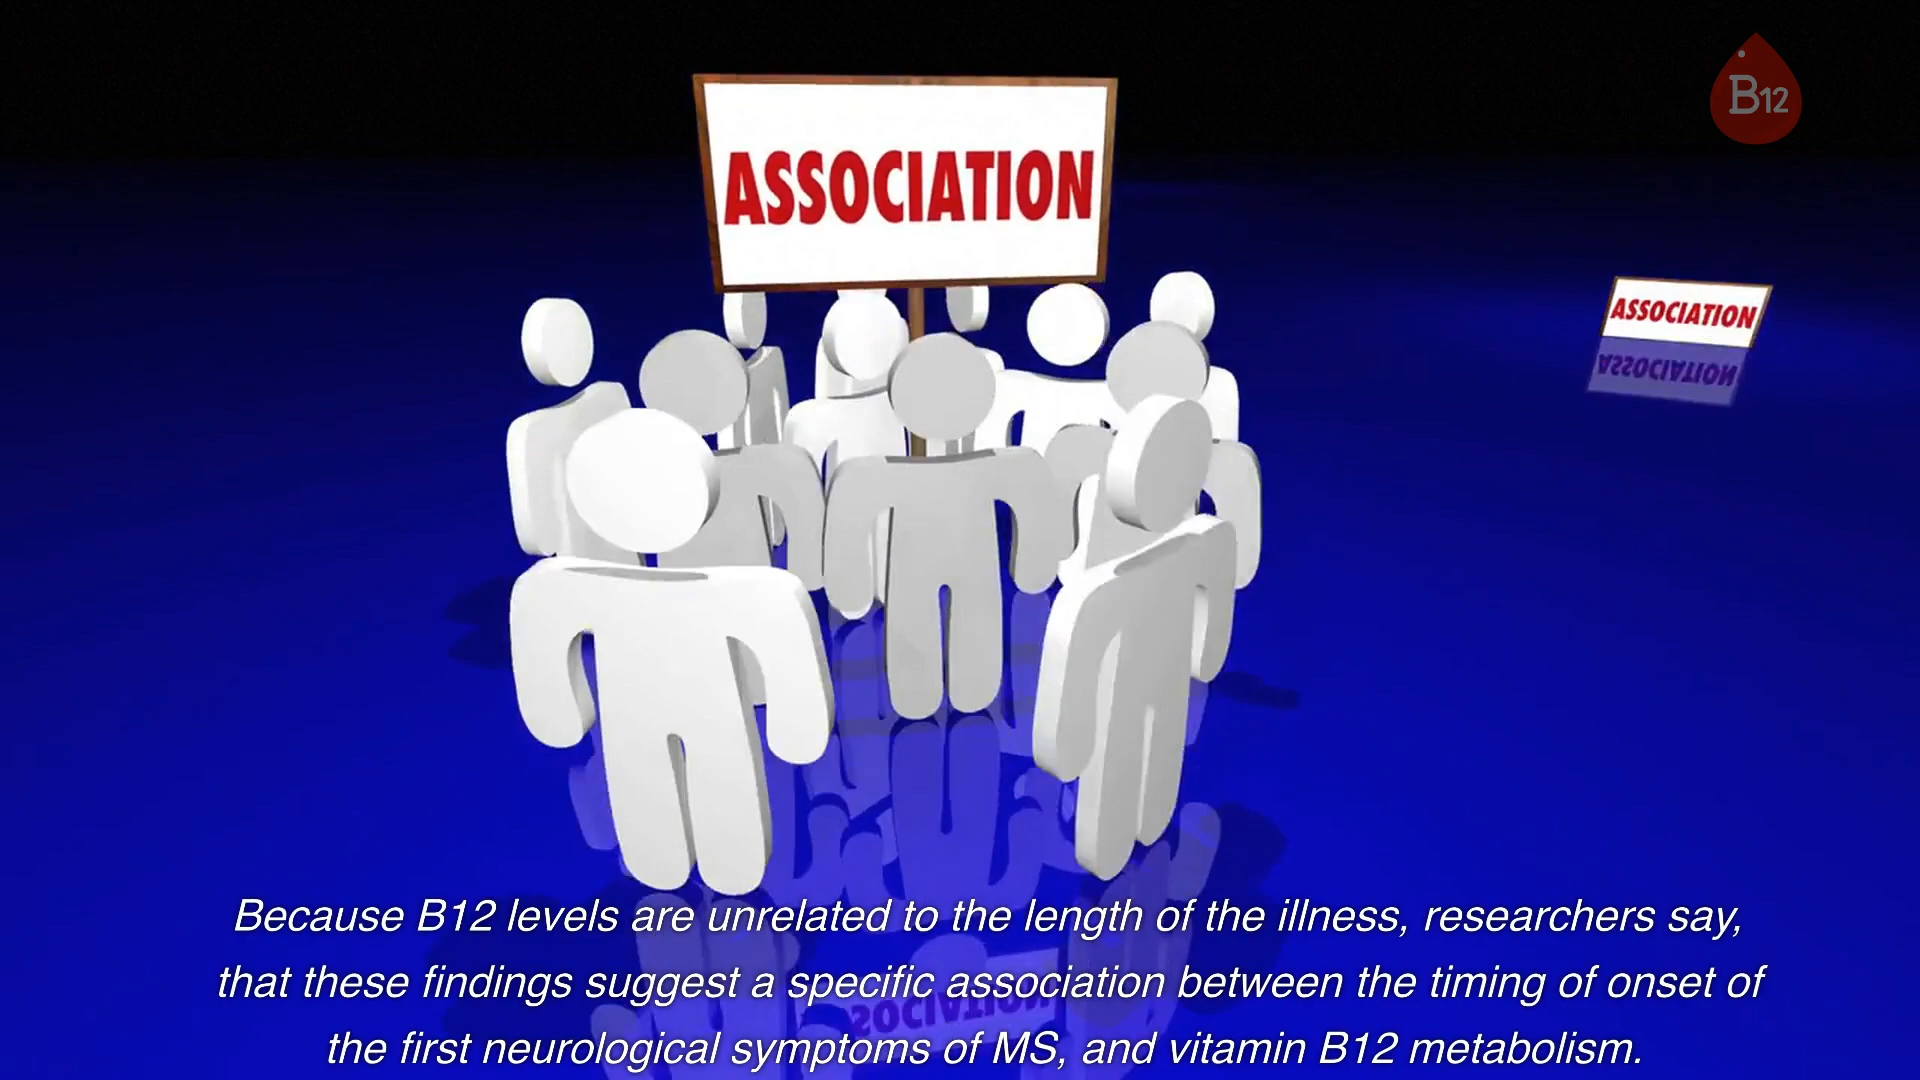 B12
ASSOCIATION
ASSOCIATION
ASSOCIATION
Because B12 levels are unrelated to the length of the illness, researchers say,
that these findings suggest a specific association between the timing of onset of
the first neurological symptoms of MS, and vitamin B12 metabolism.